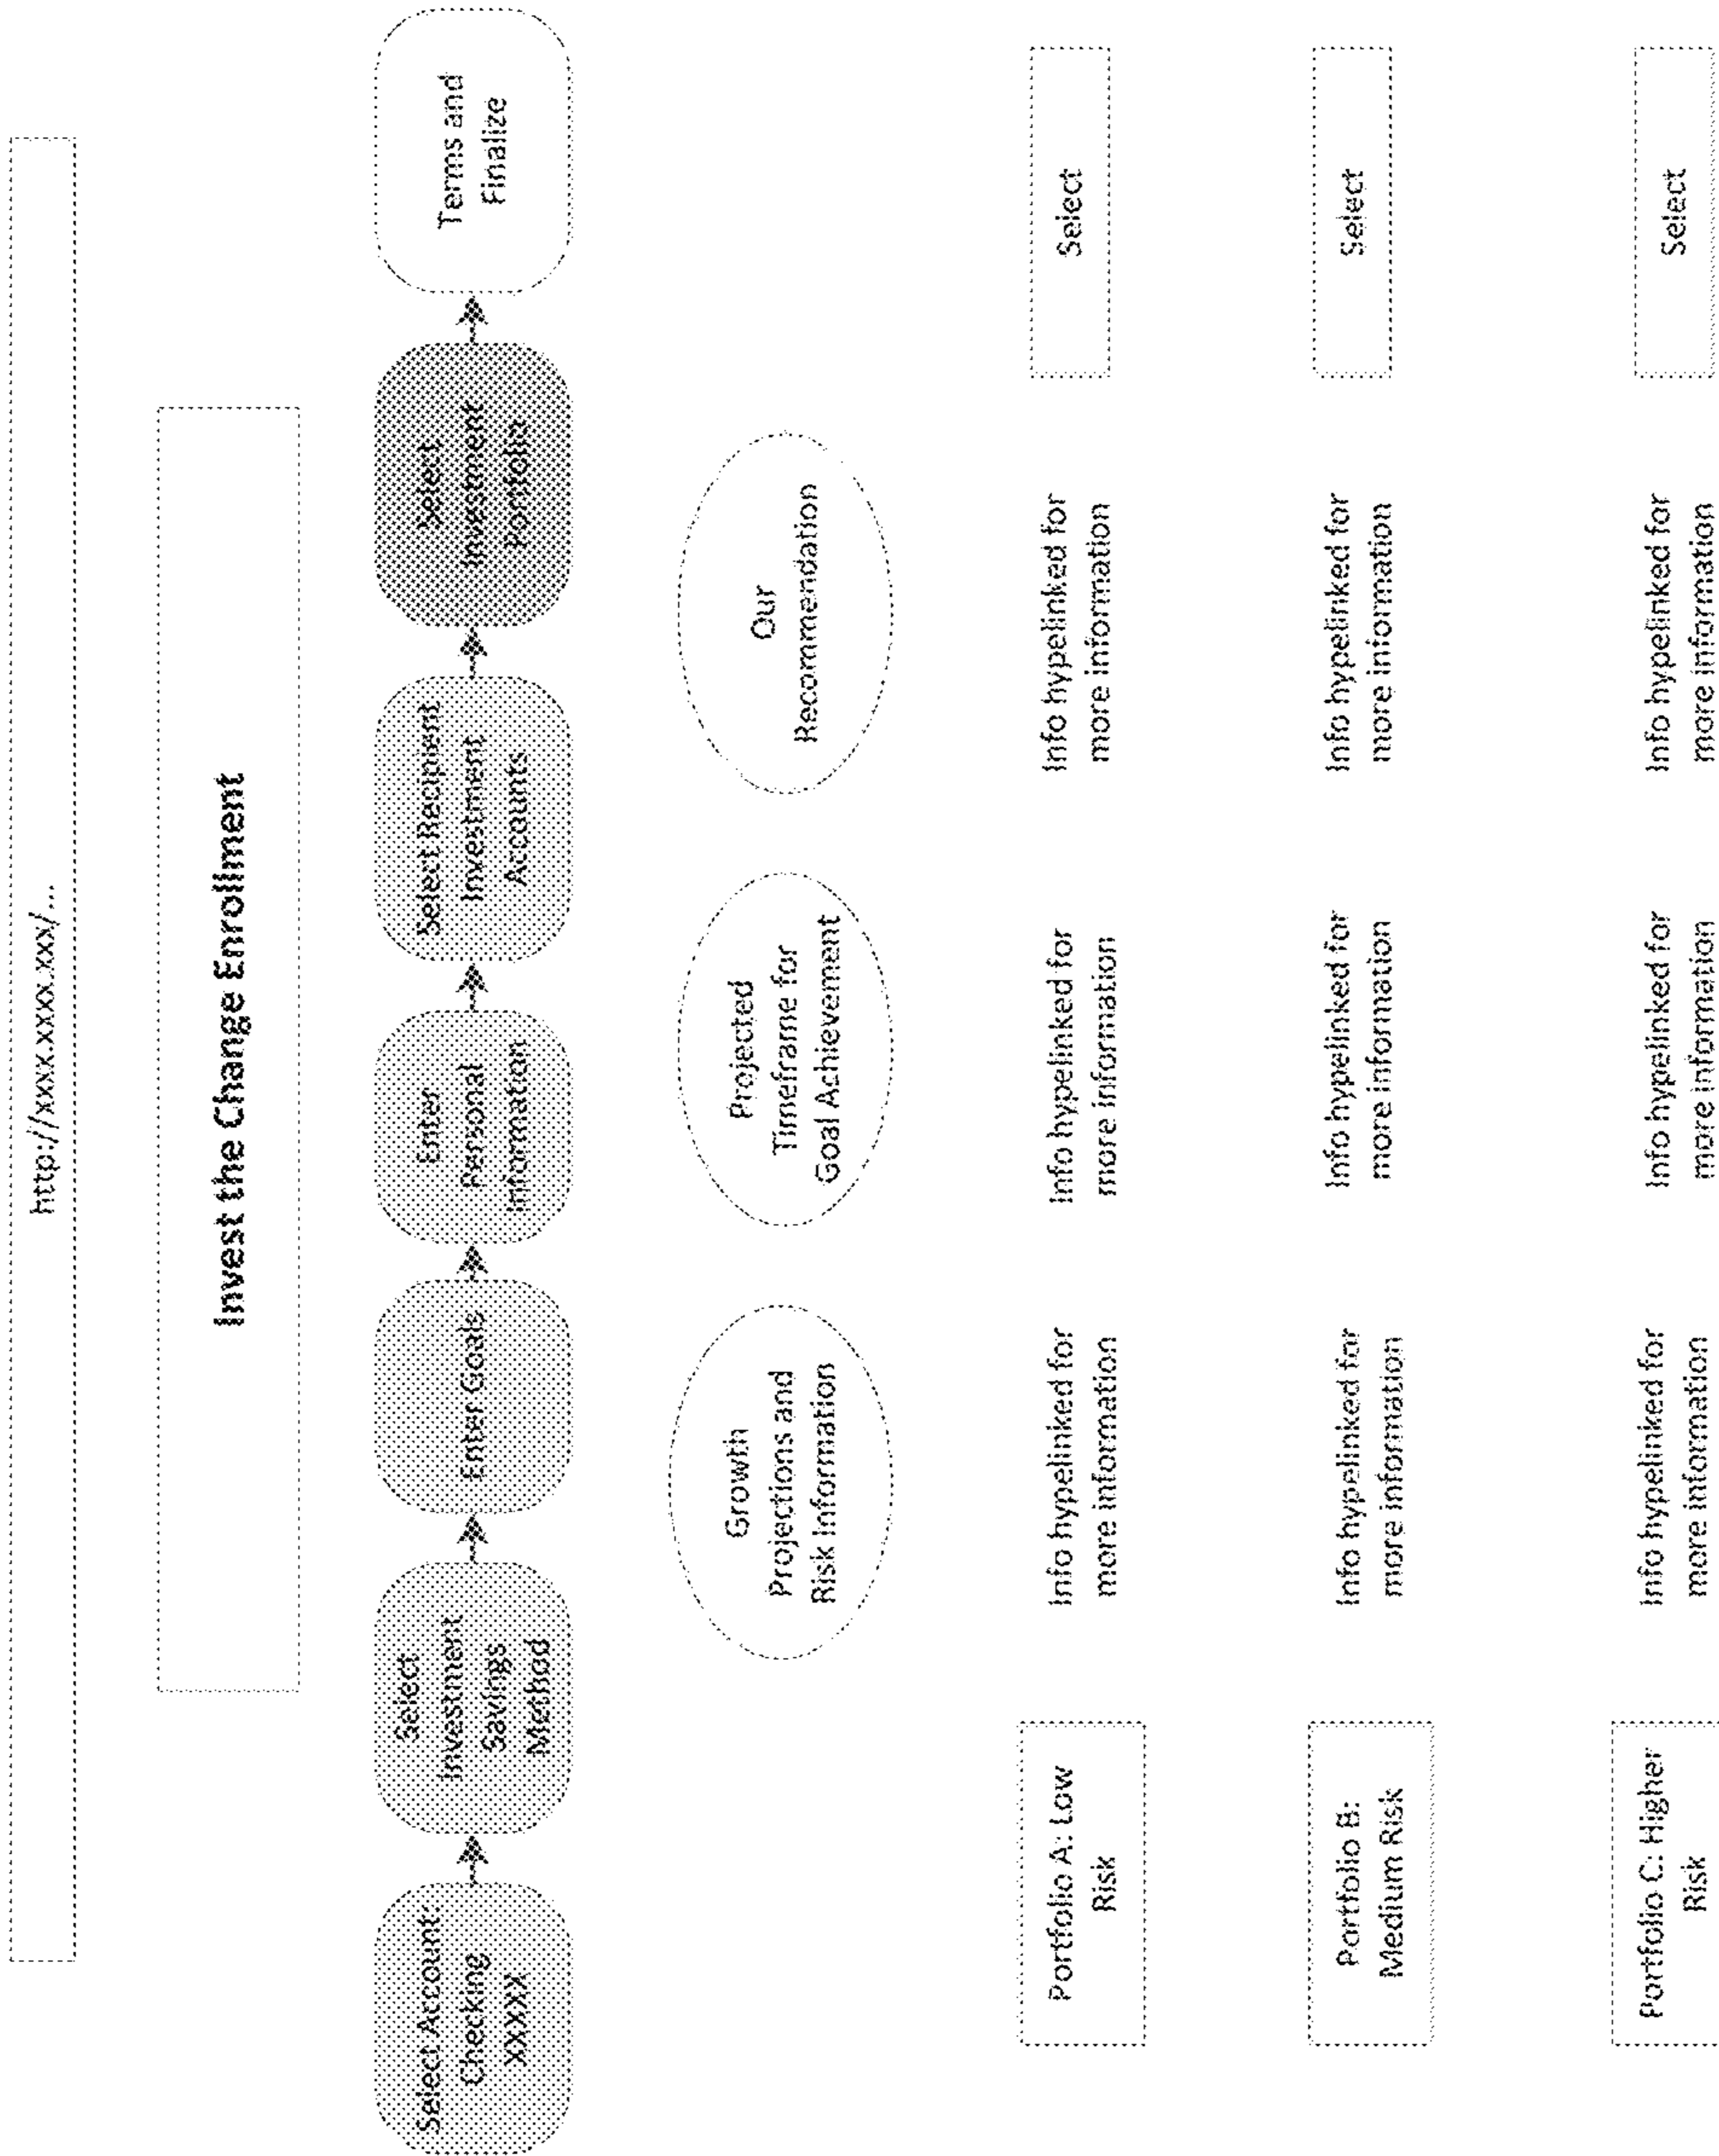 http://xxxx.xxxx.xxx/...
Invest the Change Enrollment
Select Account:
Checking
XXXXX
Select
Investment
Savings
Method
Enter Goals
Enter
Personal
Information
Select Recipient
Investment
Accounts
Select
Investment
Portfolio
Terms and
Finalize
Growth
Projections and
Risk Information
Projected
Timeframe for
Goal Achievement
Our
Recommendation
Portfolio A: Low
Risk
Info hypelinked for
more information
Info hypelinked for
more information
Info hypelinked for
more information
Select
Portfolio B:
Medium Risk
Info hypelinked for
more information
Info hypelinked for
more information
Info hypelinked for
more information
Select
Portfolio C: Higher
Risk
Info hypelinked for
more information
Info hypelinked for
more information
Info hypelinked for
more information
Select